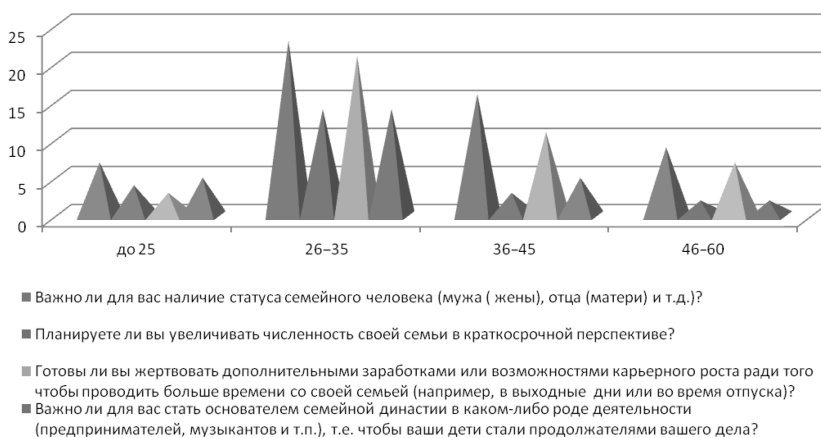 25
20
15
10
5
0
до 25
26–35
36–45
46–60
Важно ли для вас наличие статуса семейного человека (мужа ( жены), отца (матери) и т.д.)?
Планируете ли вы увеличивать численность своей семьи в краткосрочной перспективе?
Готовы ли вы жертвовать дополнительными заработками или возможностями карьерного роста ради того
чтобы проводить больше времени со своей семьей (например, в выходные дни или во время отпуска)?
Важно ли для вас стать основателем семейной династии в каком-либо роде деятельности
(предпринимателей, музыкантов и т.п.), т.е. чтобы ваши дети стали продолжателями вашего дела?